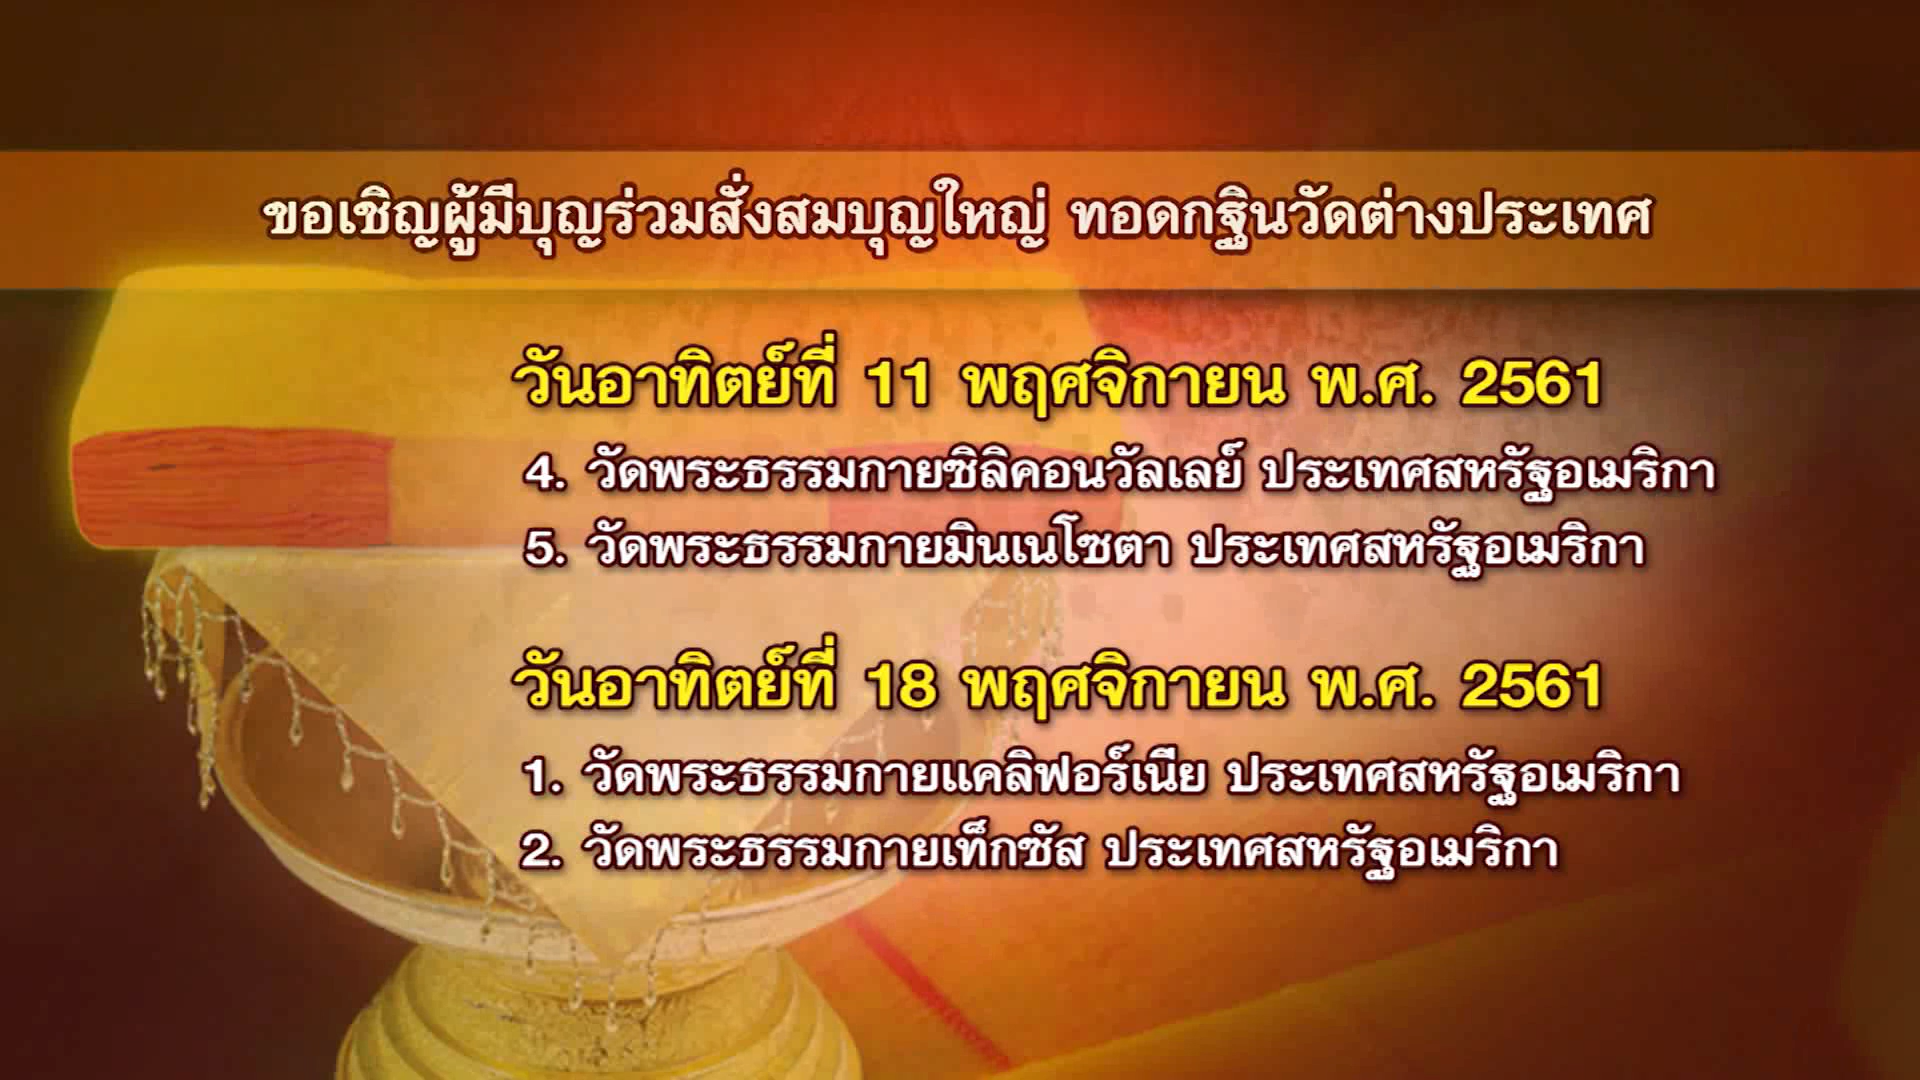 ขอเชิญผู้มีบุญร่วมสั่งสมบุญใหญ่ ทอดกฐินวัดต่างประเทศ
วันอาทิตย์ที่ 11 พฤศจิกายน พ.ศ. 2561
4. วัดพระธรรมกายซิลิคอนวัลเลย์ ประเทศสหรัฐอเมริกา
5. วัดพระธรรมกายมินเนโซตา ประเทศสหรัฐอเมริกา
วันอาทิตย์ที่ 18 พฤศจิกายน พ.ศ. 2561
1. วัดพระธรรมกายแคลิฟอร์เนีย ประเทศสหรัฐอเมริกา
2. วัดพระธรรมกายเท็กซัส ประเทศสหรัฐอเมริกา